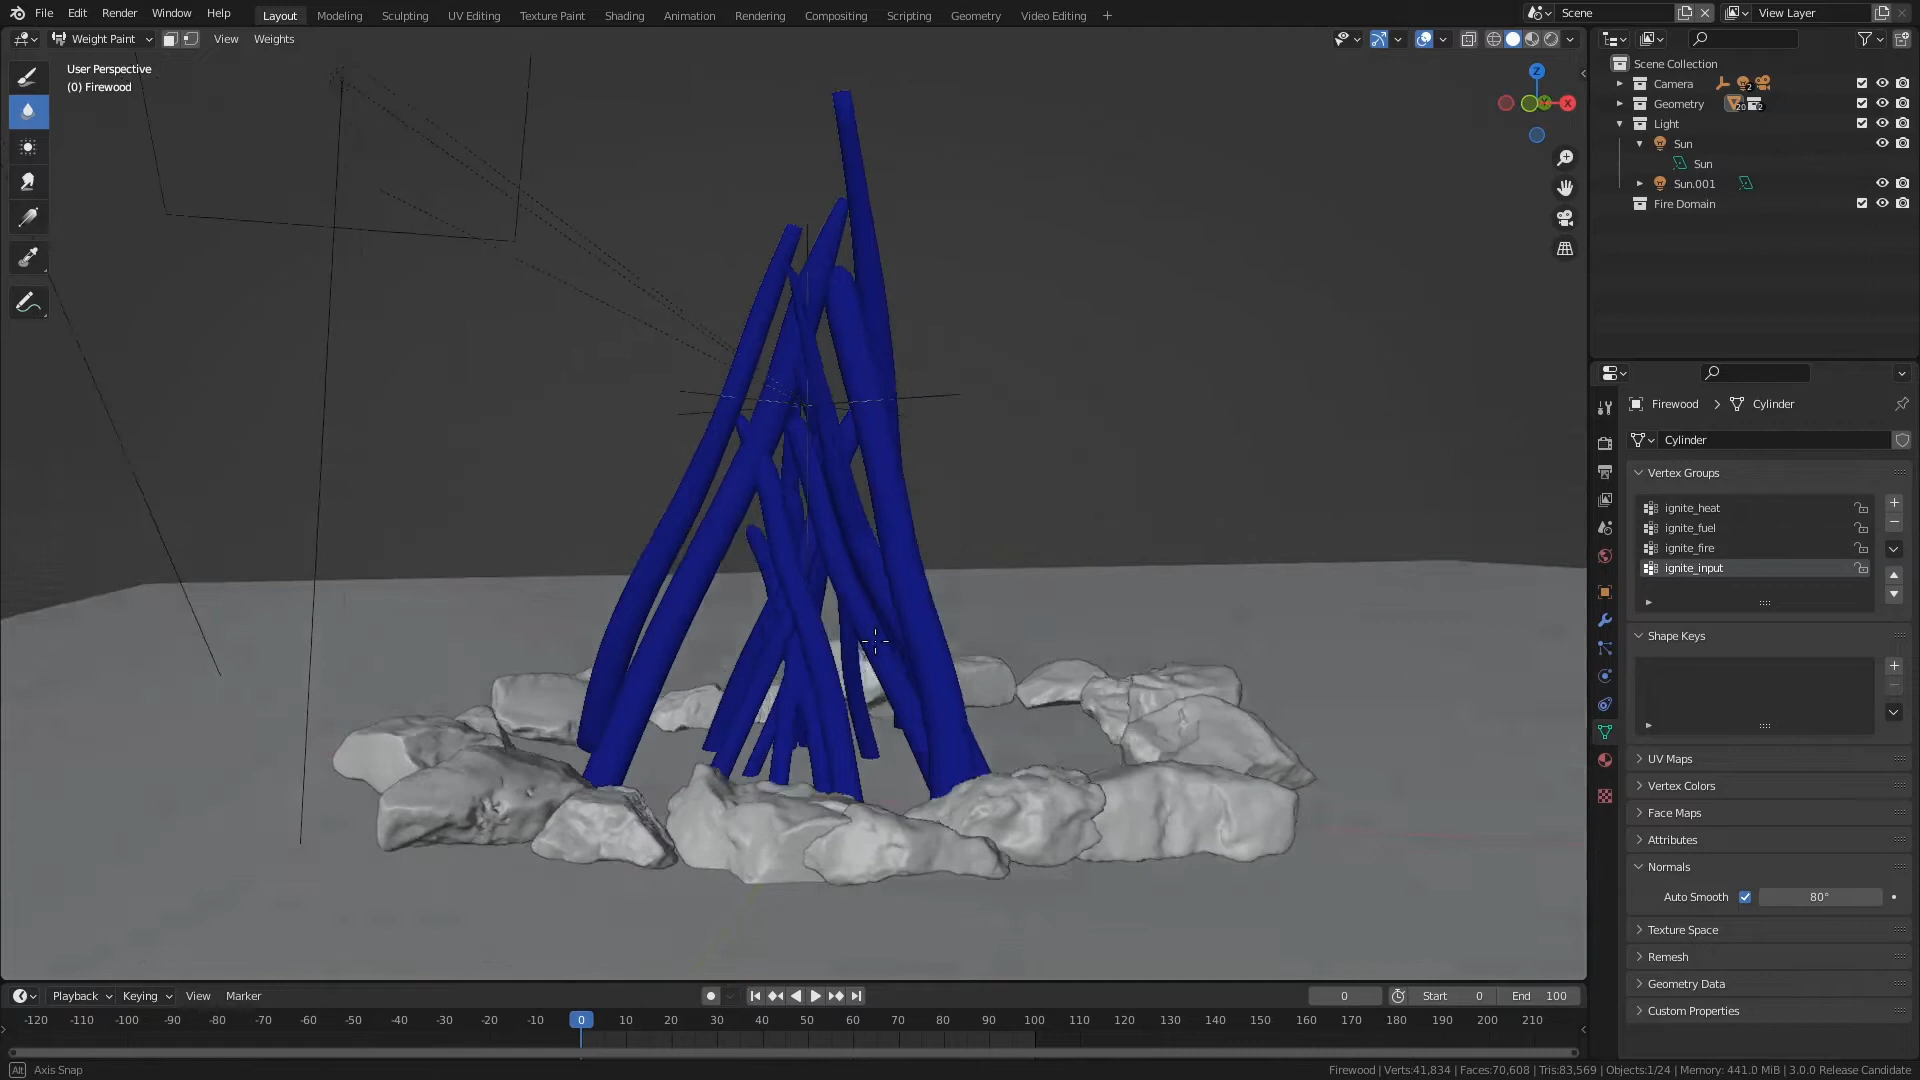 File Edit Render Window Help
Layout Modeling Sculpting UV Editing Texture Paint Shading Animation Rendering Compositing Scripting Geometry Video Editing +
Scene
View Layer
Weight Paint
View Weights
User Perspective
(0) Firewood
Z
Y
X
Scene Collection
Camera 2
Geometry 20 2
Light
Sun
Sun
Sun.001
Fire Domain
Firewood > Cylinder
Cylinder
Vertex Groups
ignite_heat
ignite_fuel
ignite_fire
ignite_input
Shape Keys
UV Maps
Vertex Colors
Face Maps
Attributes
Normals
Auto Smooth 80°
Texture Space
Remesh
Geometry Data
Custom Properties
Playback Keying View Marker
0 Start 0 End 100
-120 -110 -100 -90 -80 -70 -60 -50 -40 -30 -20 -10 0 10 20 30 40 50 60 70 80 90 100 110 120 130 140 150 160 170 180 190 200 210
Alt Axis Snap
Firewood | Verts:41,834 | Faces:70,608 | Tris:83,569 | Objects:1/24 | Memory: 441.0 MiB | 3.0.0 Release Candidate